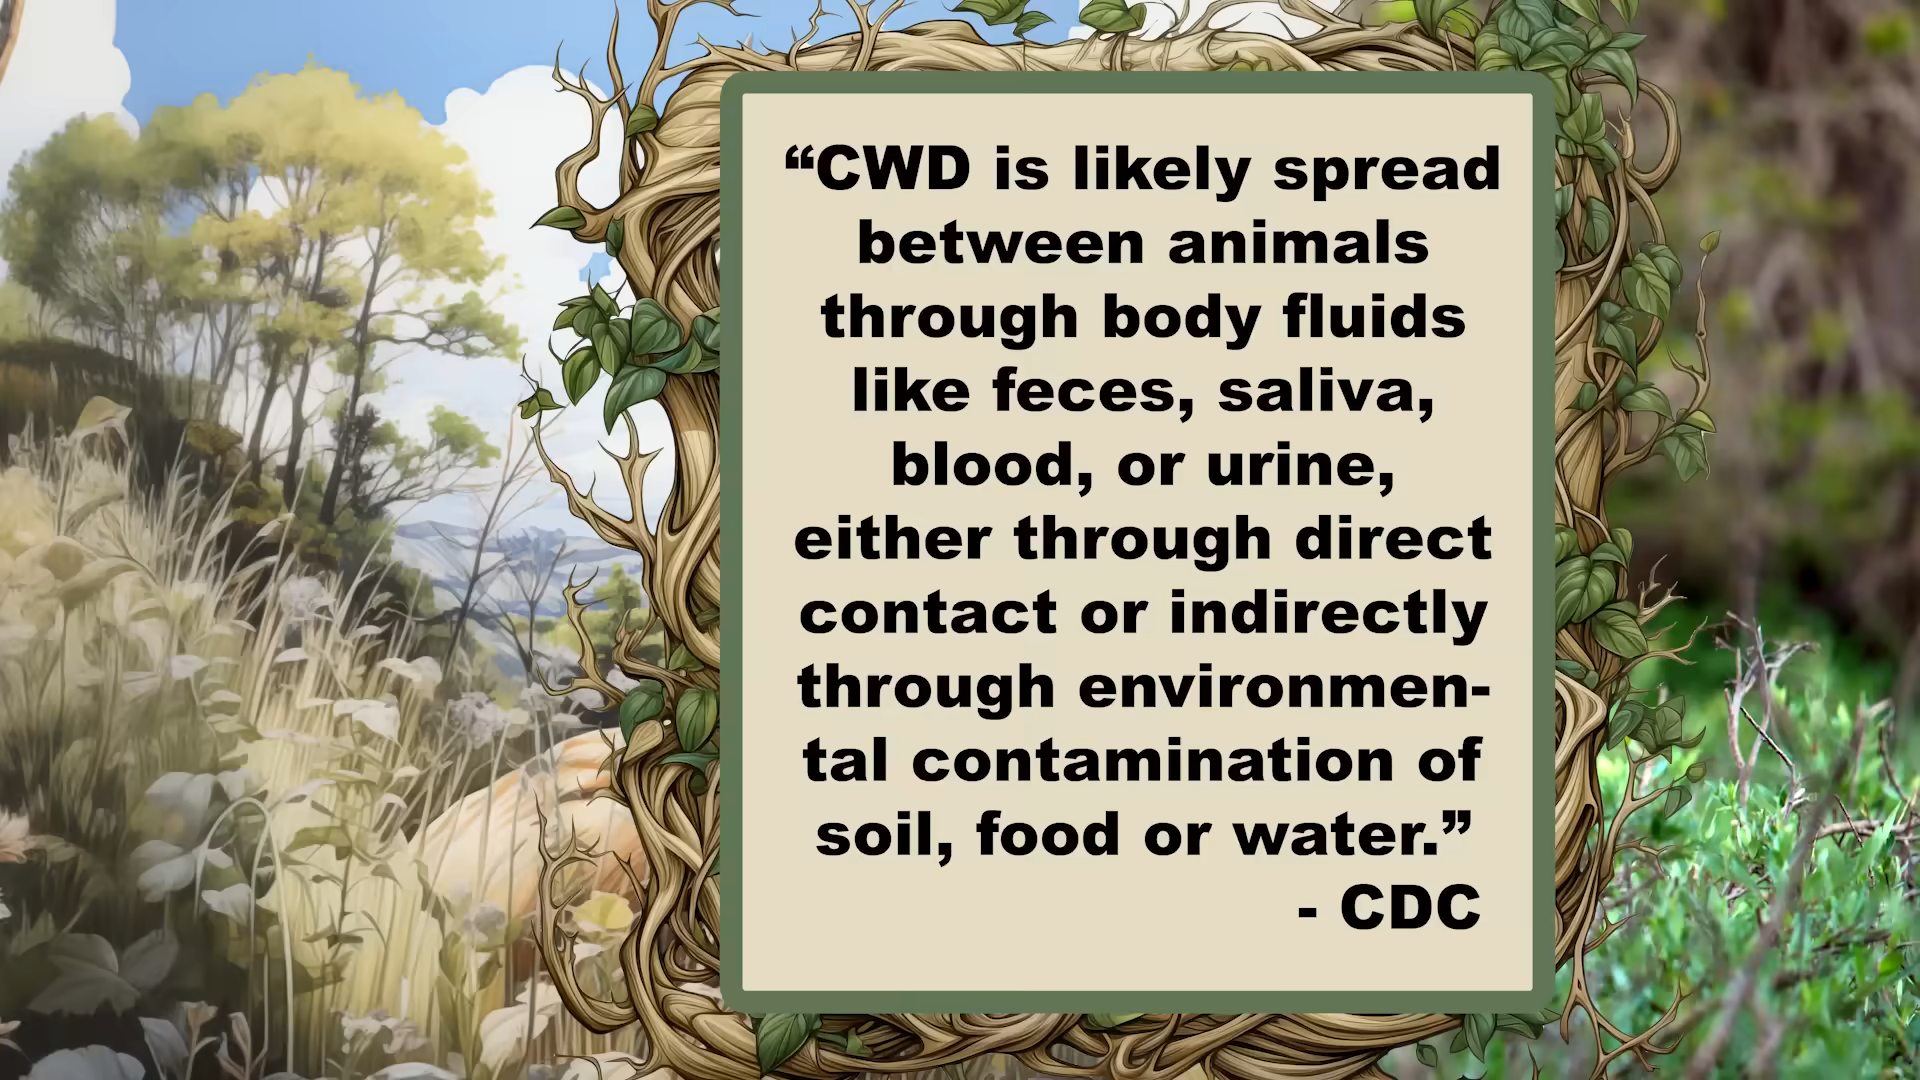 “CWD is likely spread
between animals
through body fluids
like feces, saliva,
blood, or urine,
either through direct
contact or indirectly
through environmen-
tal contamination of
soil, food or water.”
- CDC